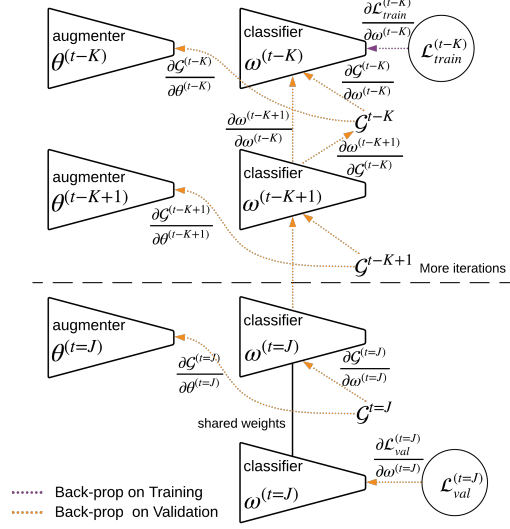 augmenter
θ^(t−K)
classifier
ω^(t−K)
∂𝓛_train^(t−K) / ∂ω^(t−K)
𝓛_train^(t−K)
∂𝒢^(t−K) / ∂θ^(t−K)
∂𝒢^(t−K) / ∂ω^(t−K)
∂ω^(t−K+1) / ∂ω^(t−K)
𝒢^t−K
∂ω^(t−K+1) / ∂𝒢^(t−K)
augmenter
θ^(t−K+1)
classifier
ω^(t−K+1)
∂𝒢^(t−K+1) / ∂θ^(t−K+1)
𝒢^t−K+1
More iterations
augmenter
θ^(t=J)
classifier
ω^(t=J)
∂𝒢^(t=J) / ∂θ^(t=J)
∂𝒢^(t=J) / ∂ω^(t=J)
𝒢^t=J
shared weights
classifier
ω^(t=J)
∂𝓛_val^(t=J) / ∂ω^(t=J)
𝓛_val^(t=J)
Back-prop on Training
Back-prop on Validation